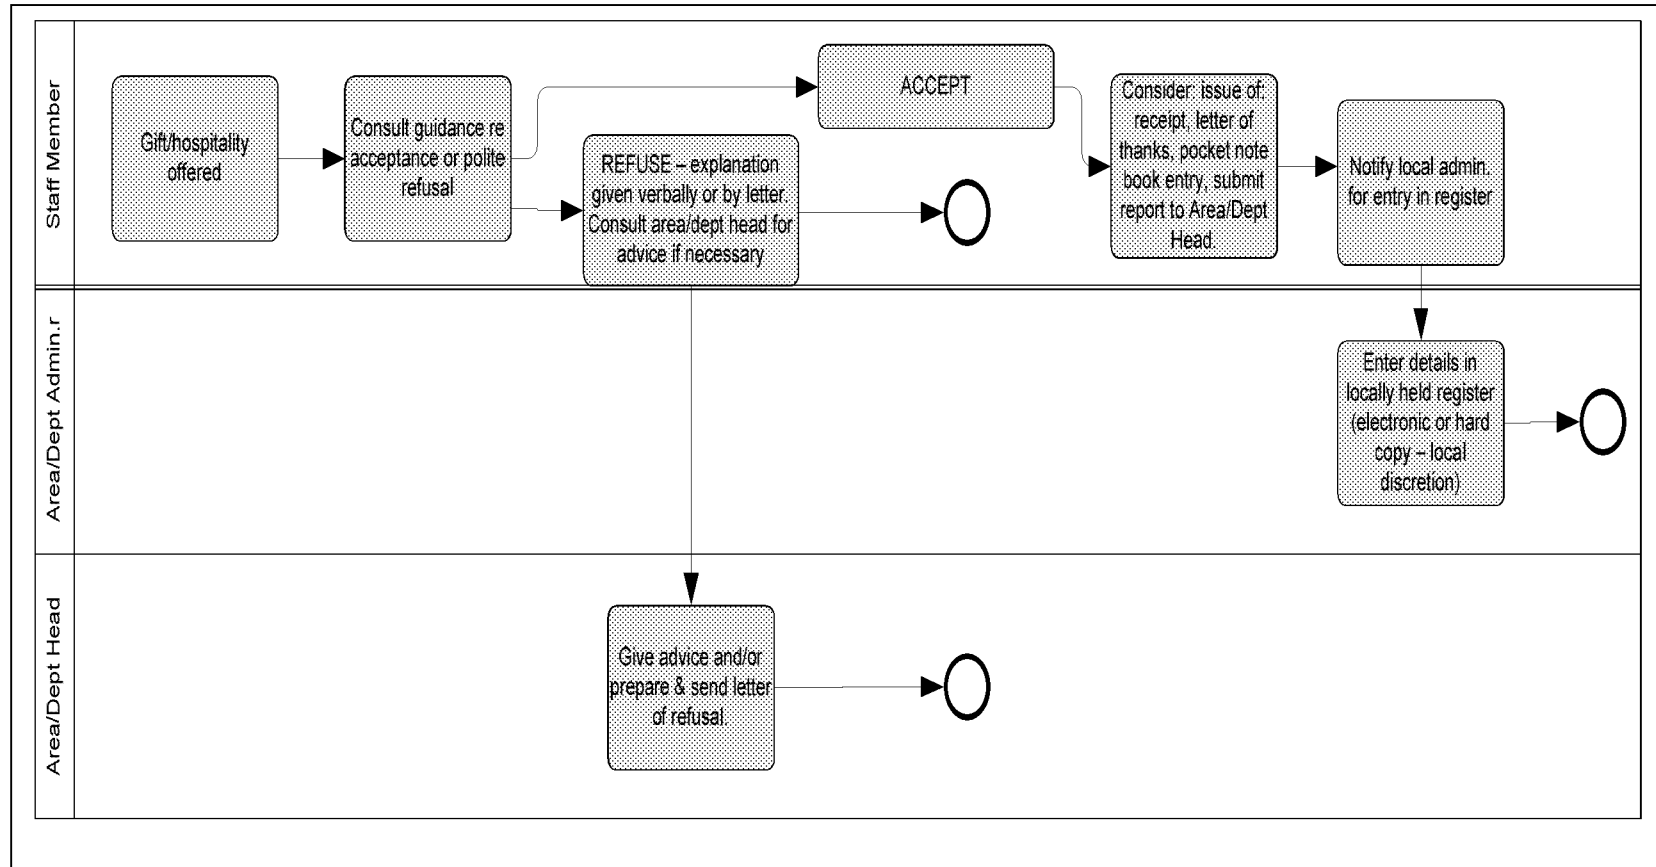 Staff Member
Gift/hospitality
offered
Consult guidance re
acceptance or polite
refusal
ACCEPT
REFUSE – explanation
given verbally or by letter.
Consult area/dept head for
advice if necessary
Consider: issue of:
receipt, letter of
thanks, pocket note
book entry, submit
report to Area/Dept
Head.
Notify local admin.
for entry in register
Area/Dept Admin.r
Enter details in
locally held register
(electronic or hard
copy – local
discretion)
Area/Dept Head
Give advice and/or
prepare & send letter
of refusal.